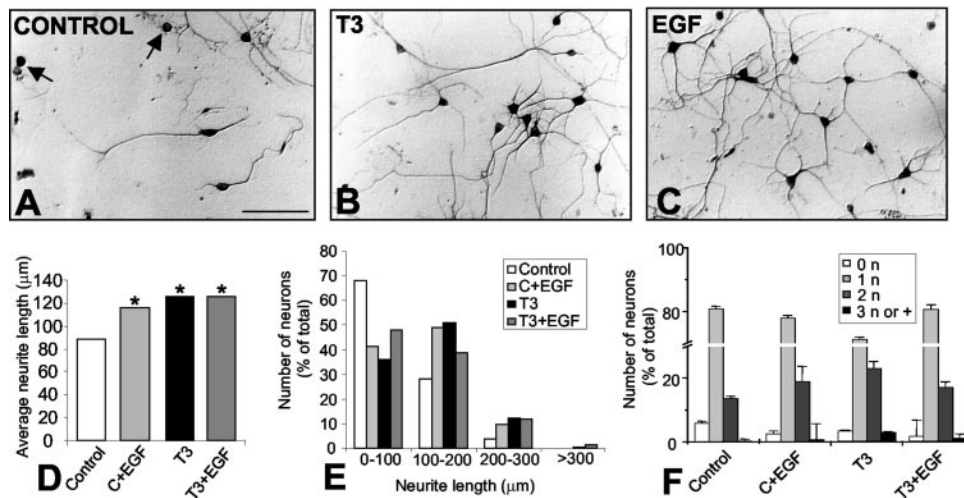 CONTROL
T3
EGF
A
B
C
Average neurite length (μm)
140
120
100
80
60
40
20
0
* * *
Control
C+EGF
T3
T3+EGF
D
Number of neurons
(% of total)
80
70
60
50
40
30
20
10
0
Control
C+EGF
T3
T3+EGF
0-100
100-200
200-300
>300
Neurite length (μm)
E
Number of neurons
(% of total)
100
80
20
0
0 n
1 n
2 n
3 n or +
Control
C+EGF
T3
T3+EGF
F